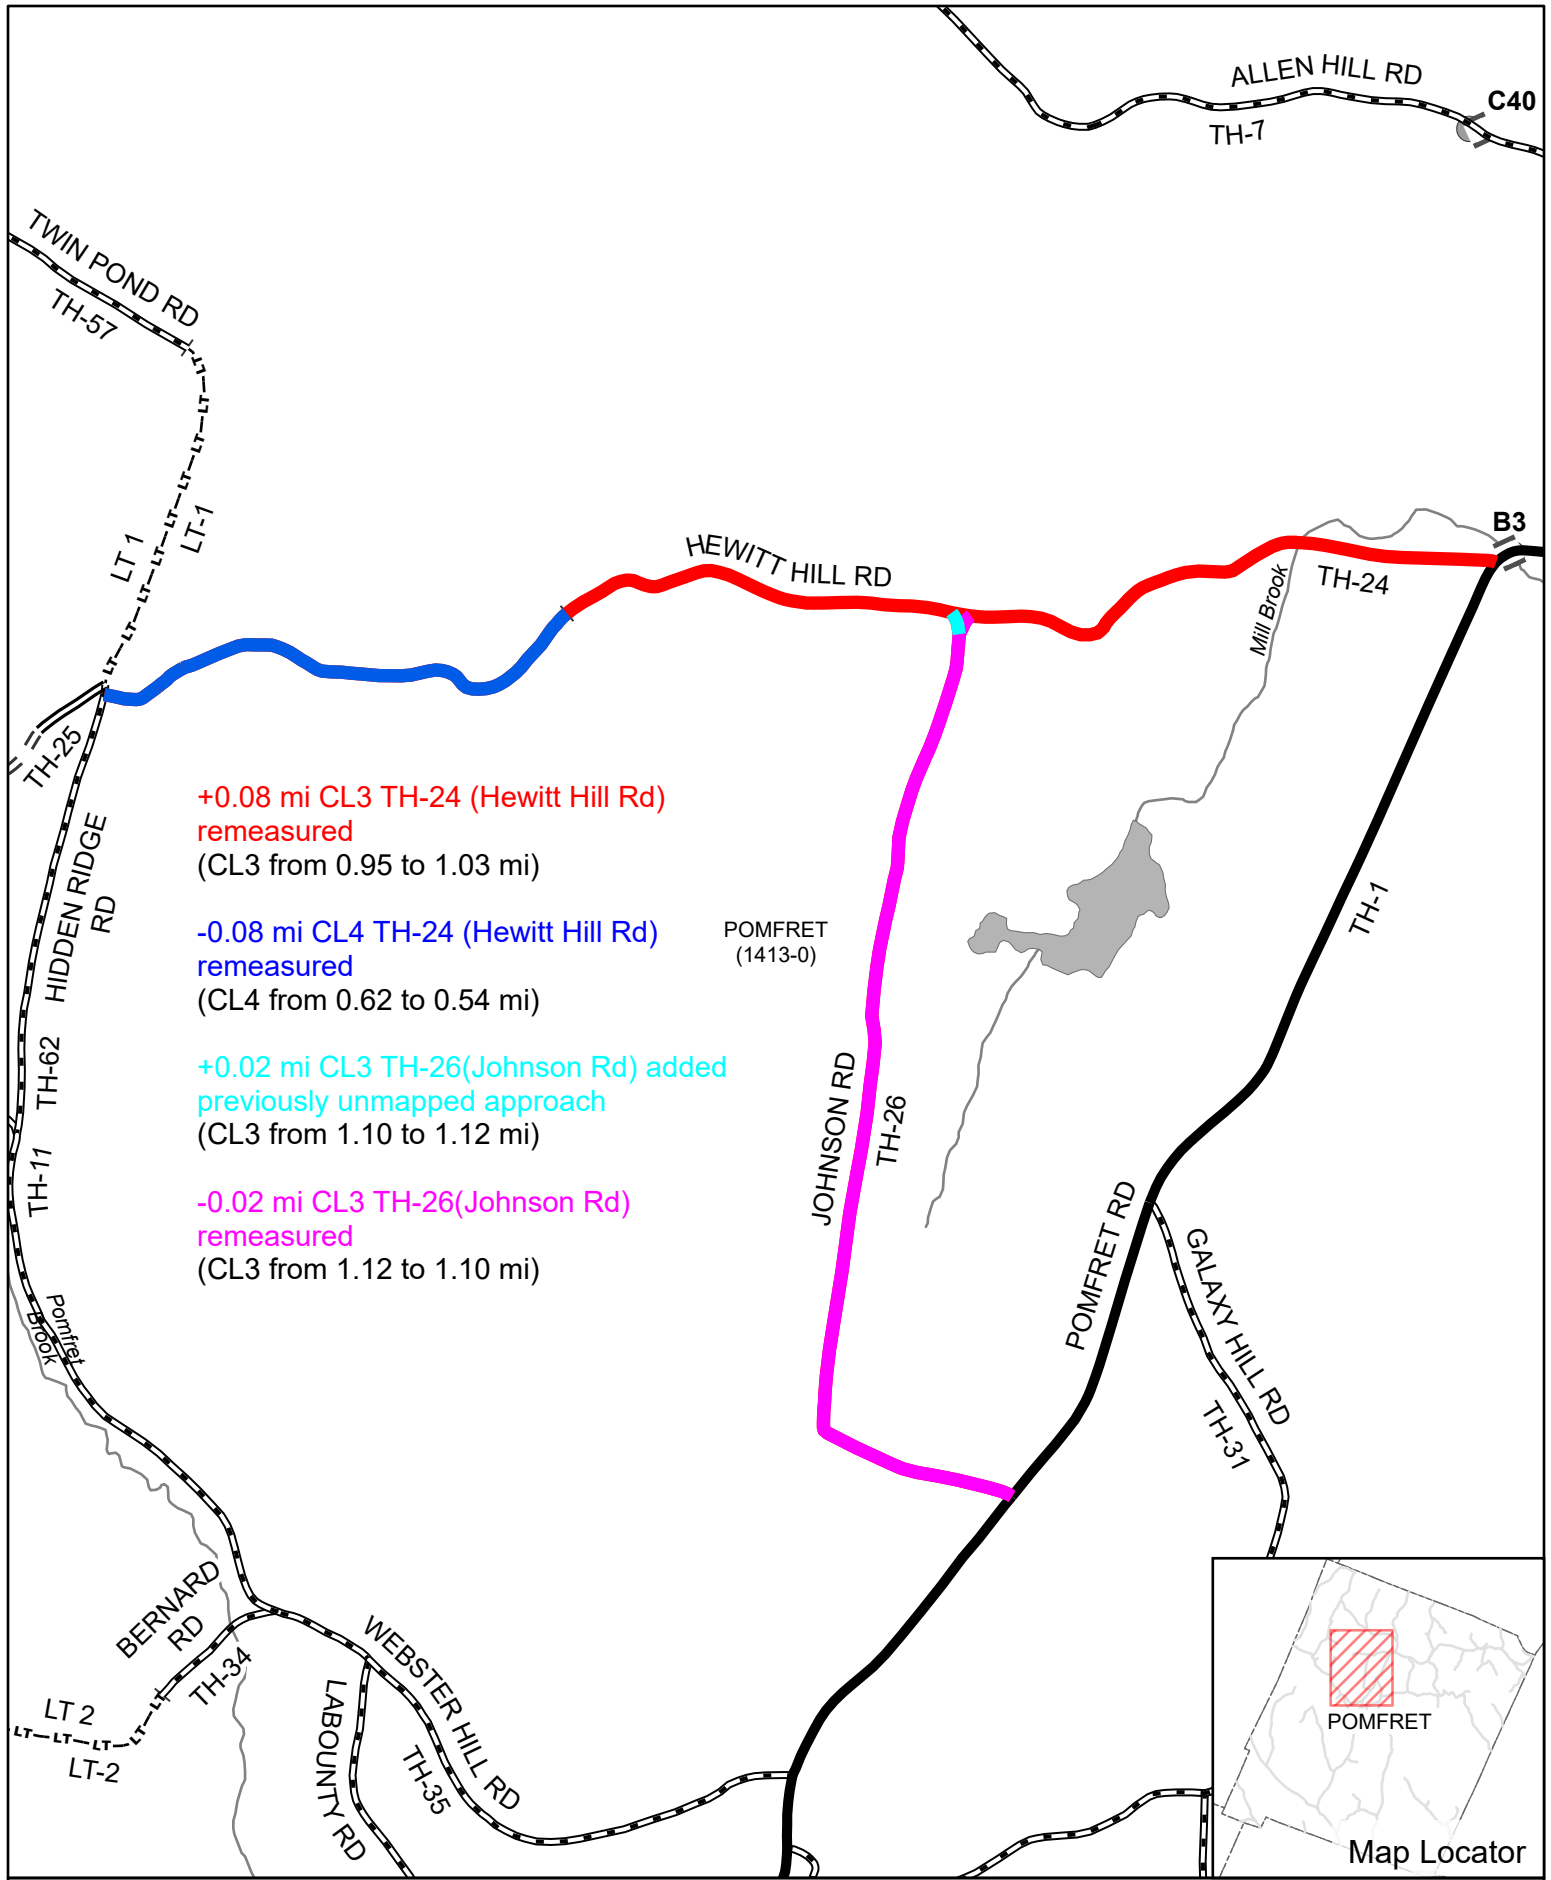 ALLEN HILL RD
C40
TH-7
TWIN POND RD
TH-57
LT 1
LT-1
HEWITT HILL RD
B3
TH-24
Mill Brook
TH-25
HIDDEN RIDGE
RD
+0.08 mi CL3 TH-24 (Hewitt Hill Rd)
remeasured
(CL3 from 0.95 to 1.03 mi)
-0.08 mi CL4 TH-24 (Hewitt Hill Rd)
remeasured
(CL4 from 0.62 to 0.54 mi)
+0.02 mi CL3 TH-26(Johnson Rd) added
previously unmapped approach
(CL3 from 1.10 to 1.12 mi)
-0.02 mi CL3 TH-26(Johnson Rd)
remeasured
(CL3 from 1.12 to 1.10 mi)
POMFRET
(1413-0)
TH-1
TH-62
TH-11
JOHNSON RD
TH-26
POMFRET RD
GALAXY HILL RD
TH-31
Pomfret
Brook
BERNARD
RD
TH-34
WEBSTER HILL RD
LABOUNTY RD
TH-35
LT 2
LT LT LT LT
LT-2
POMFRET
Map Locator